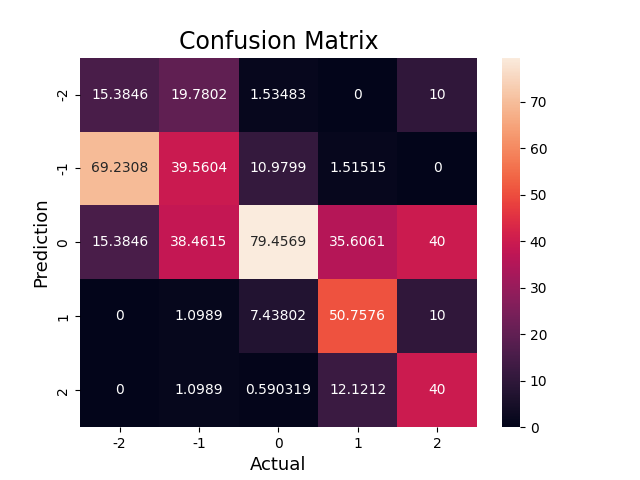 Confusion Matrix
-2 15.3846 19.7802 1.53483 0 10
-1 69.2308 39.5604 10.9799 1.51515 0
0 15.3846 38.4615 79.4569 35.6061 40
1 0 1.0989 7.43802 50.7576 10
2 0 1.0989 0.590319 12.1212 40
-2 -1 0 1 2
Actual
Prediction
70
60
50
40
30
20
10
0